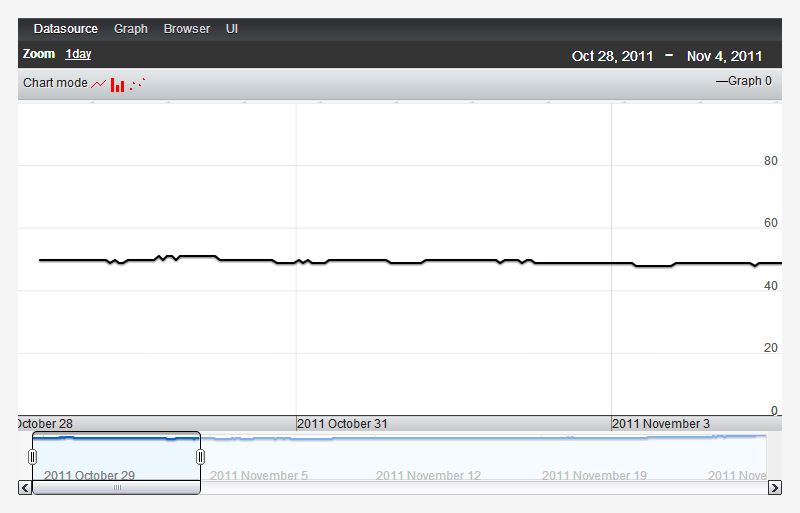 Datasource Graph Browser UI
Zoom 1day Oct 28, 2011 – Nov 4, 2011
Chart mode —Graph 0
80
60
40
20
0
October 28 2011 October 31 2011 November 3
2011 October 29 2011 November 5 2011 November 12 2011 November 19 2011 Nove